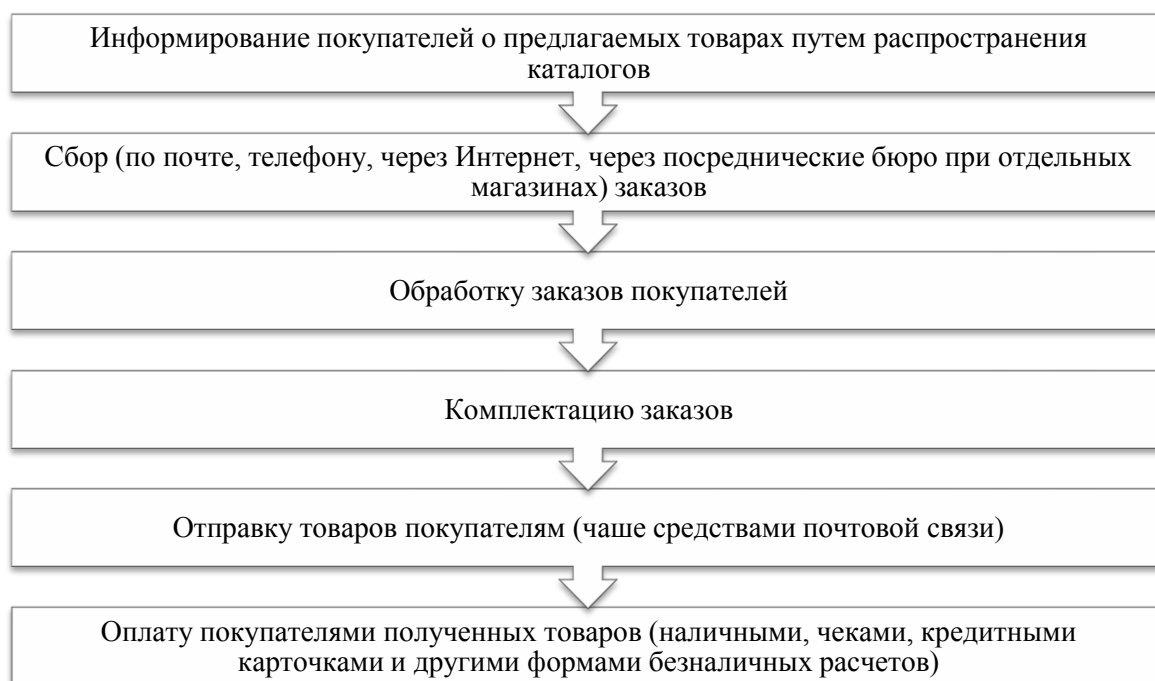 Информирование покупателей о предлагаемых товарах путем распространения
каталогов
Сбор (по почте, телефону, через Интернет, через посреднические бюро при отдельных
магазинах) заказов
Обработку заказов покупателей
Комплектацию заказов
Отправку товаров покупателям (чаше средствами почтовой связи)
Оплату покупателями полученных товаров (наличными, чеками, кредитными
карточками и другими формами безналичных расчетов)